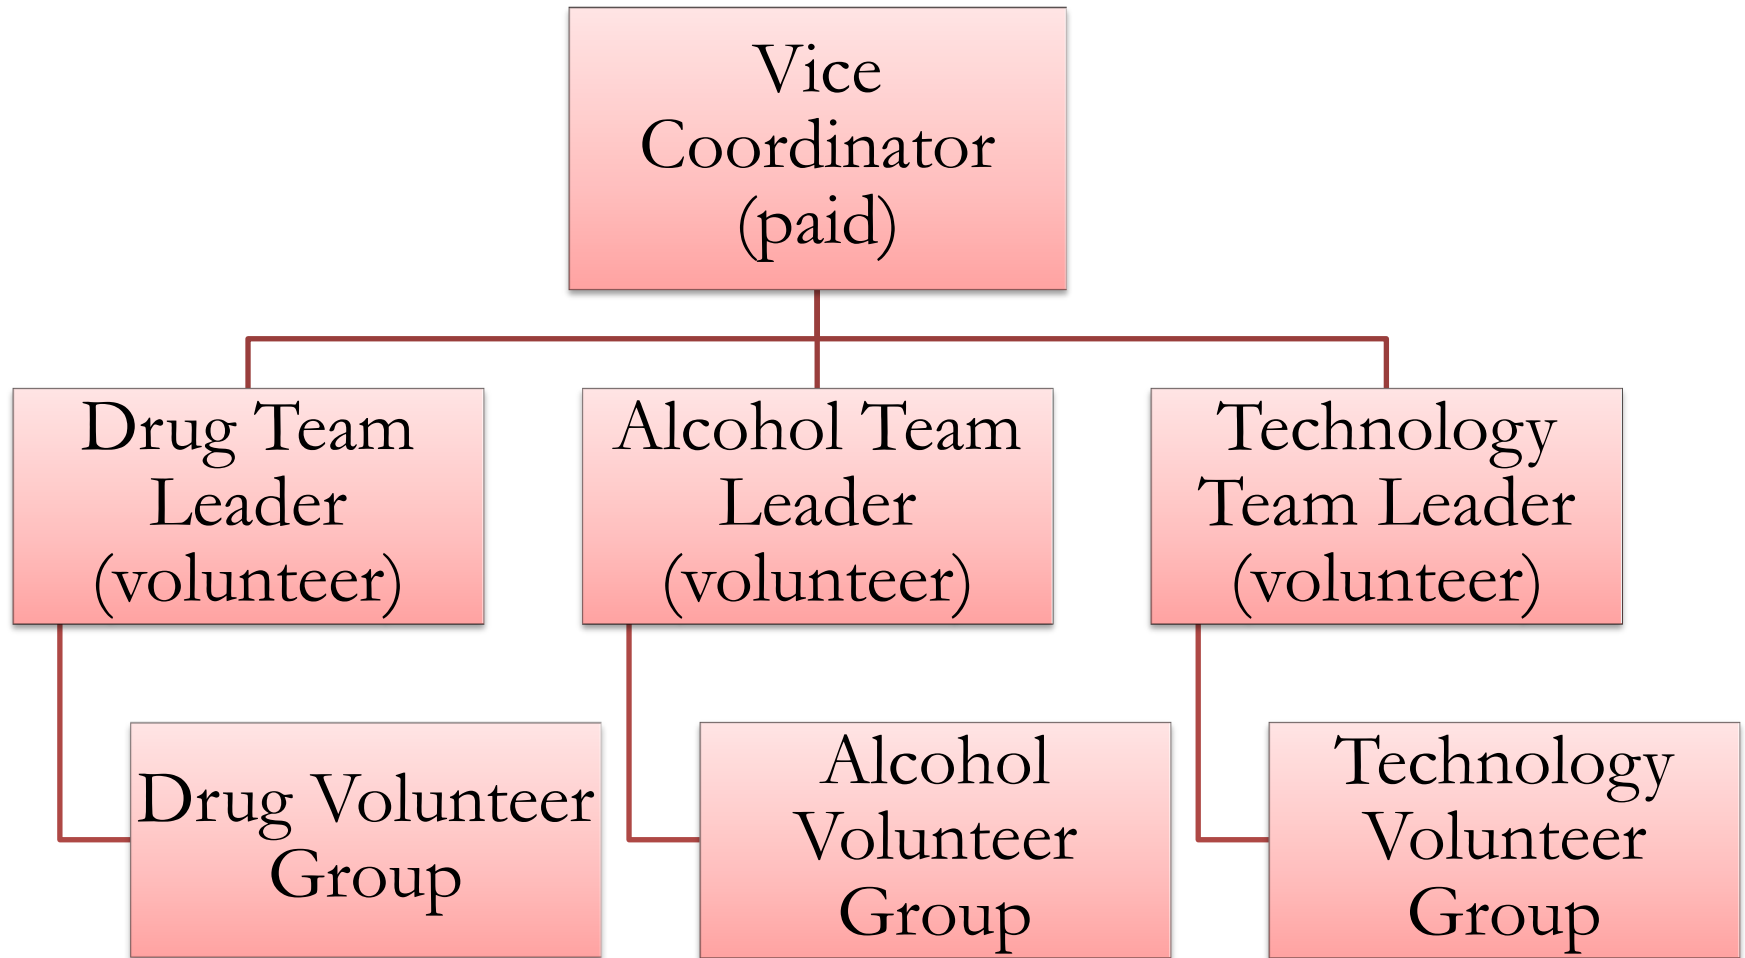 Vice
Coordinator
(paid)
Drug Team
Leader
(volunteer)
Alcohol Team
Leader
(volunteer)
Technology
Team Leader
(volunteer)
Drug Volunteer
Group
Alcohol
Volunteer
Group
Technology
Volunteer
Group